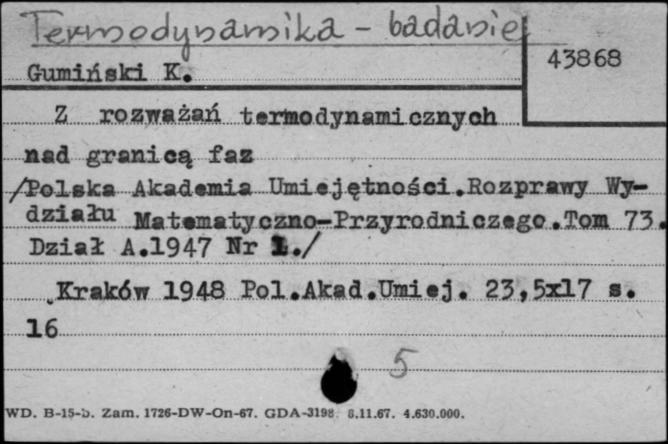 Termodynamika - badanie
43868
Gumiński K.
Z rozważań termodynamicznych
nad granicą faz
/Polska Akademia Umiejętności.Rozprawy Wy-
działu Matematyczno-Przyrodniczego.Tom 73.
Dział A.1947 Nr 1./
Kraków 1948 Pol.Akad.Umiej. 23,5x17 s.
16
5
WD. B-15-b. Zam. 1726-DW-On-67. GDA-3198 8.11.67. 4.630.000.